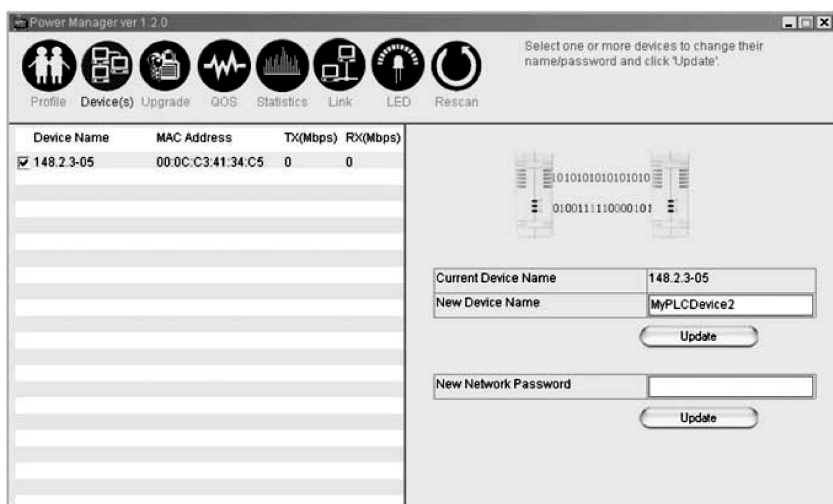 Power Manager ver 1.2.0
Select one or more devices to change their
name/password and click 'Update'.
Profile Device(s) Upgrade QOS Statistics Link LED Rescan
Device Name MAC Address TX(Mbps) RX(Mbps)
148.2.3-05 00:0C:C3:41:34:C5 0 0
1010101010101010
0100111110000101
Current Device Name 148.2.3-05
New Device Name MyPLCDevice2
Update
New Network Password
Update